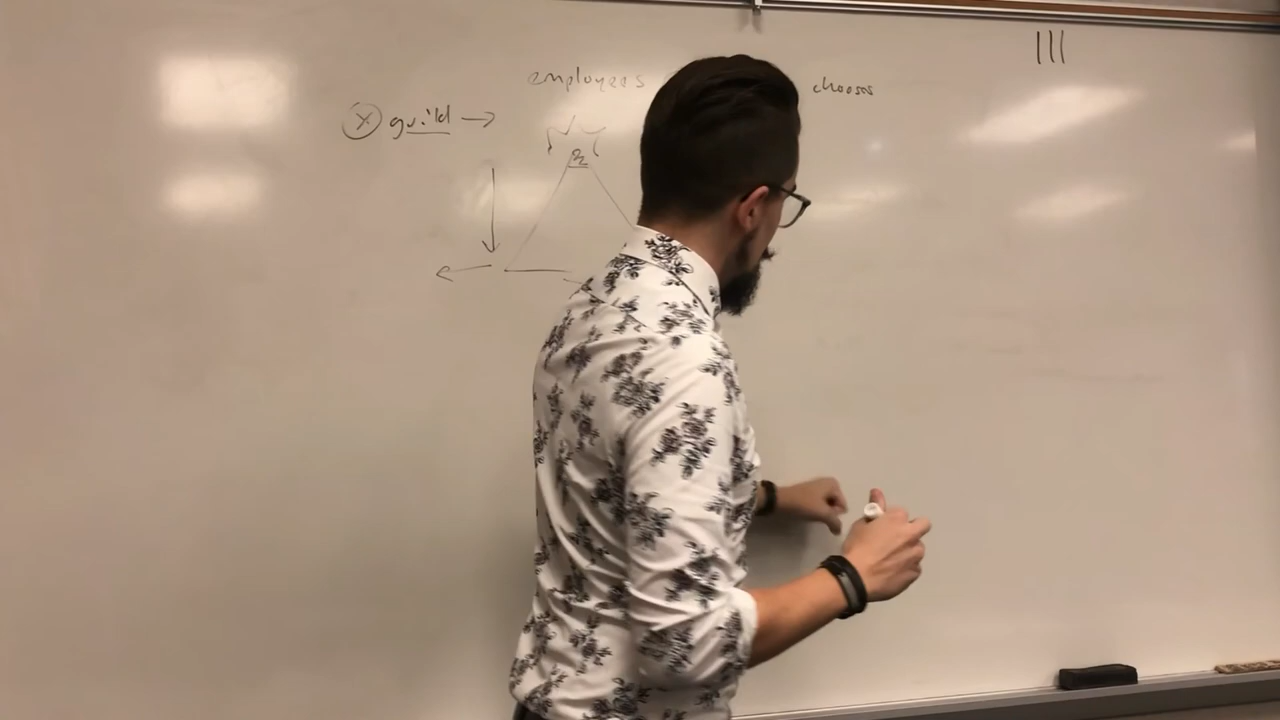 employees
chooses
guild →
|||